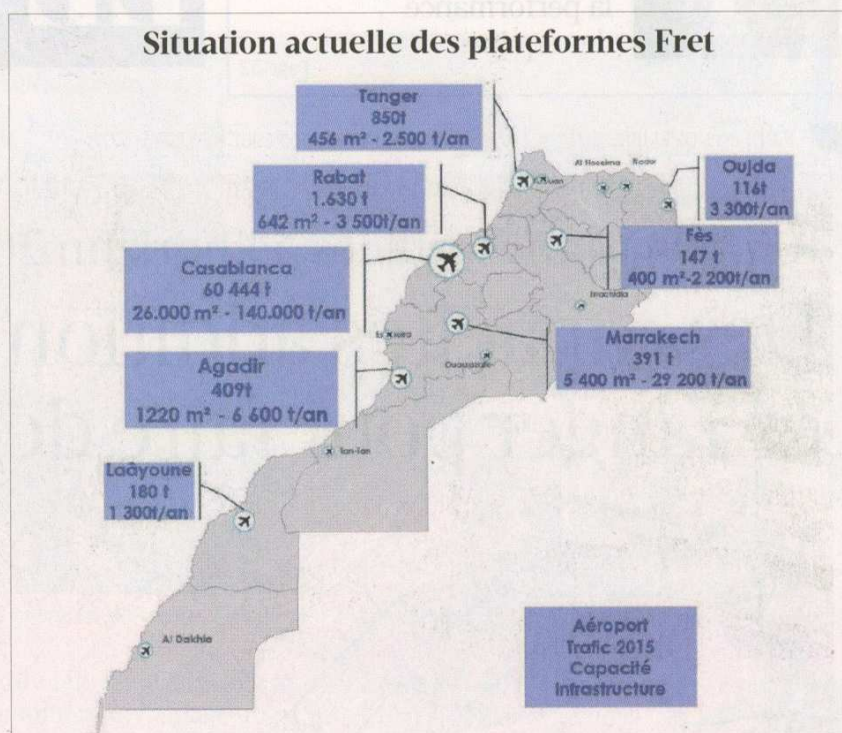 la performance
Situation actuelle des plateformes Fret
Tanger
850t
456 m² - 2.500 t/an
Rabat
1.630 t
642 m² - 3 500t/an
Casablanca
60 444 t
26.000 m² - 140.000 t/an
Agadir
409t
1220 m² - 6 600 t/an
Laâyoune
180 t
1 300t/an
Al Hoceima
Nador
Oujda
116t
3 300t/an
Fès
147 t
400 m²-2 200t/an
Errachidia
Marrakech
391 t
5 400 m² - 29 200 t/an
Essaouira
Ouarzazate
Tan-Tan
Al Dakhla
Aéroport
Trafic 2015
Capacité
Infrastructure